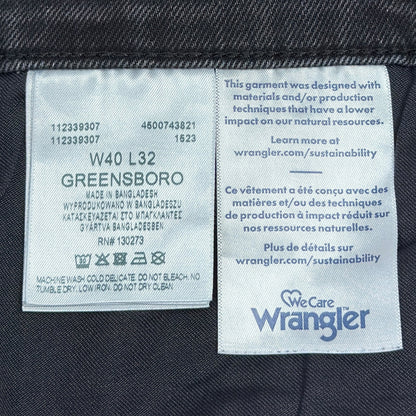 112339307 4500743821
112339307 1523
W40 L32
GREENSBORO
MADE IN BANGLADESH
WYPRODUKOWANO W BANGLADESZU
ΚΑΤΑΣΚΕΥΑΖΕΤΑΙ ΣΤΟ ΜΠΑΓΚΛΑΝΤΕΣ
GYÁRTVA BANGLADESBEN
RN# 130273
MACHINE WASH COLD DELICATE. DO NOT BLEACH. NO
TUMBLE DRY. LOW IRON. DO NOT DRY CLEAN
This garment was designed with
materials and/or production
techniques that have a lower
impact on our natural resources.
Learn more at
wrangler.com/sustainability
Ce vêtement a été conçu avec des
matières et/ou des techniques
de production à impact réduit sur
nos ressources naturelles.
Plus de détails sur
wrangler.com/sustainability
We Care
Wrangler™